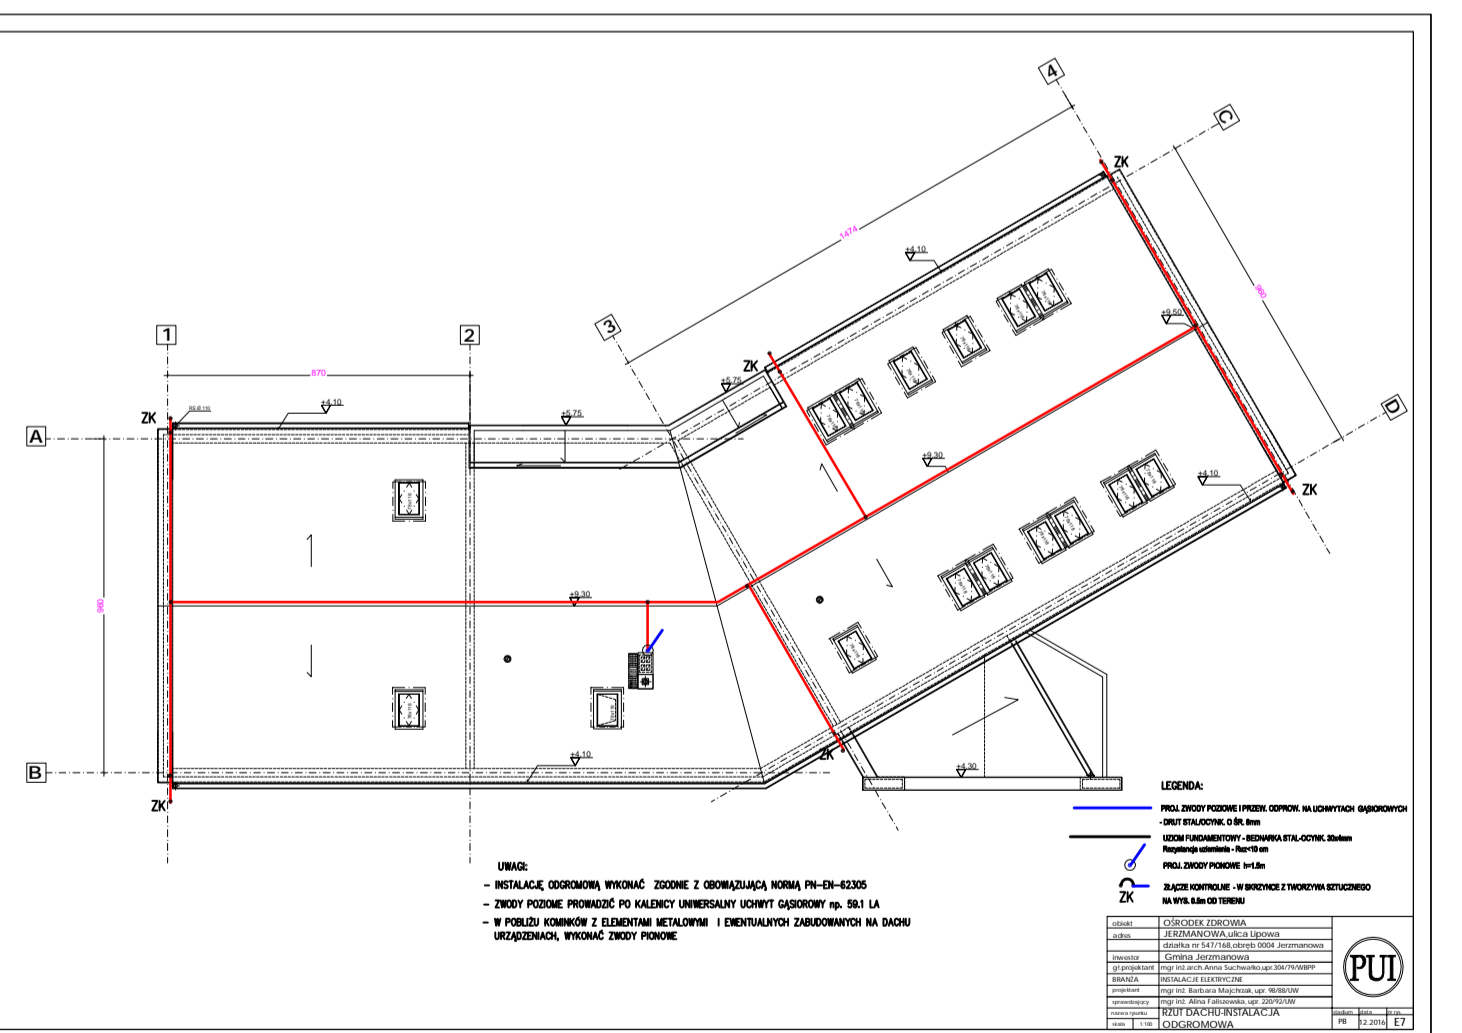 4
C
ZK
1474
+4.10
960
3
+9.50
1
2
ZK
D
+5.75
870
ZK
RS Ø 110
+4.10
+5.75
A
+9.30
+4.10
ZK
960
+9.30
ZK
+4.10
+4.30
B
ZK
LEGENDA:
PROJ. ZWODY POZIOME I PRZEW. ODPROW. NA UCHWYTACH GĄSIOROWYCH
- DRUT STAL/OCYNK. O ŚR. 8mm
UZIOM FUNDAMENTOWY - BEDNARKA STAL-OCYNK. 30x4mm
Rezystancja uziemienia - Ruz<10 om
PROJ. ZWODY PIONOWE h=1.5m
ZŁĄCZE KONTROLNE - W SKRZYNCE Z TWORZYWA SZTUCZNEGO
ZK
NA WYS. 0.5m OD TERENU
UWAGI:
- INSTALACJĘ ODGROMOWĄ WYKONAĆ ZGODNIE Z OBOWIĄZUJĄCĄ NORMĄ PN-EN-62305
- ZWODY POZIOME PROWADZIĆ PO KALENICY UNIWERSALNY UCHWYT GĄSIOROWY np. 59.1 LA
- W POBLIŻU KOMINKÓW Z ELEMENTAMI METALOWYMI I EWENTUALNYCH ZABUDOWANYCH NA DACHU
URZĄDZENIACH, WYKONAĆ ZWODY PIONOWE
obiekt OŚRODEK ZDROWIA
adres JERZMANOWA,ulica Lipowa
działka nr 547/168,obręb 0004 Jerzmanowa
inwestor Gmina Jerzmanowa
gł.projektant mgr inż.arch.Anna Suchwałko,upr.304/79/WBPP
BRANŻA INSTALACJE ELEKTRYCZNE
projektant mgr inż. Barbara Majchrzak, upr. 98/88/UW
sprawdzający mgr inż. Alina Faliszewska, upr. 220/92/UW
nazwa rysunku RZUT DACHU-INSTALACJA
skala 1:100 ODGROMOWA
PUI
stadium data nr rys.
PB 12.2016 E7